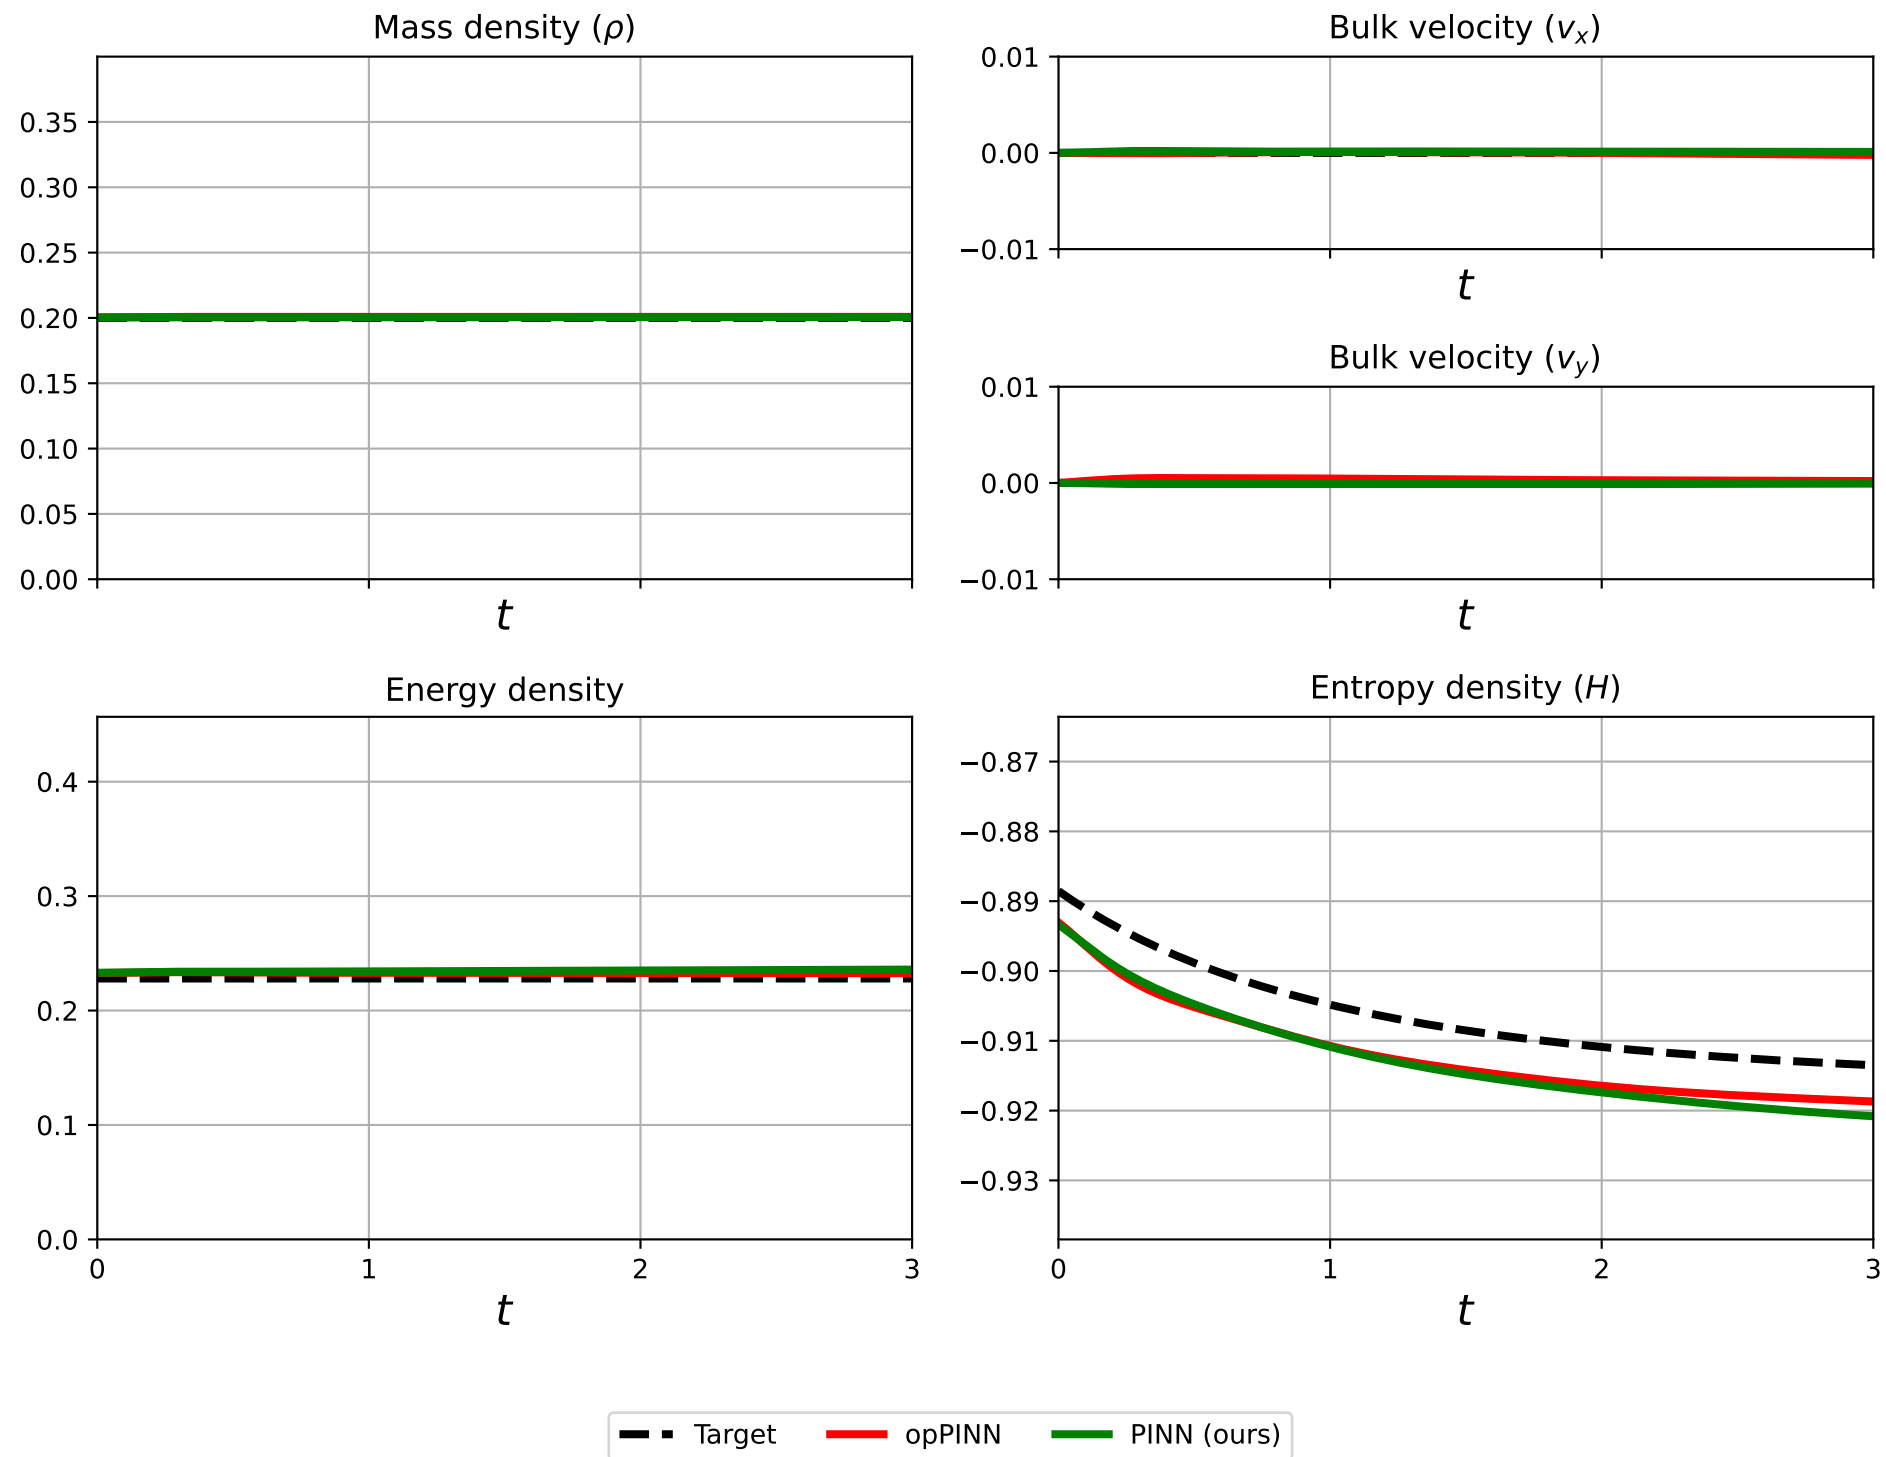 Mass density (ρ)
0.35
0.30
0.25
0.20
0.15
0.10
0.05
0.00
t
Bulk velocity (vₓ)
0.01
0.00
−0.01
t
Bulk velocity (v_y)
0.01
0.00
−0.01
t
Energy density
0.4
0.3
0.2
0.1
0.0
0 1 2 3
t
Entropy density (H)
−0.87
−0.88
−0.89
−0.90
−0.91
−0.92
−0.93
0 1 2 3
t
Target opPINN PINN (ours)